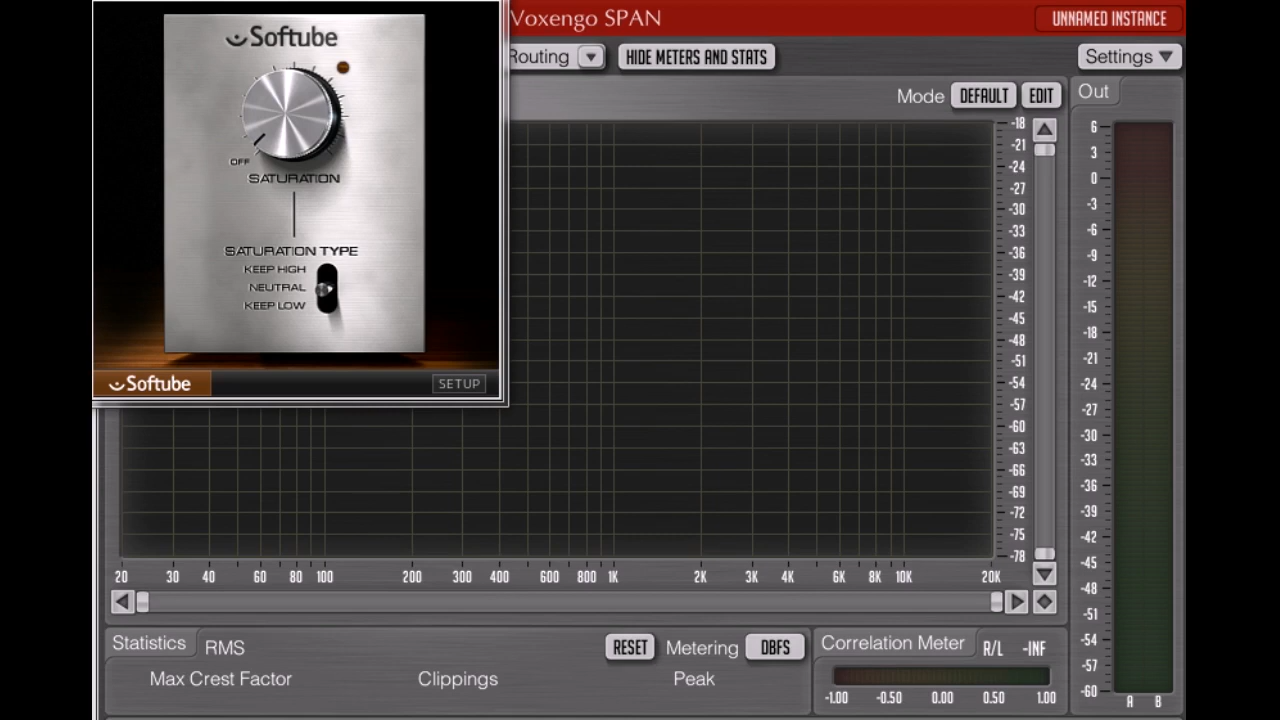 Softube
OFF
SATURATION
SATURATION TYPE
KEEP HIGH
NEUTRAL
KEEP LOW
Softube
SETUP
Voxengo SPAN
UNNAMED INSTANCE
Routing
HIDE METERS AND STATS
Settings
Mode
DEFAULT
EDIT
Out
-18
-21
-24
-27
-30
-33
-36
-39
-42
-45
-48
-51
-54
-57
-60
-63
-66
-69
-72
-75
-78
6
3
0
-3
-6
-9
-12
-15
-18
-21
-24
-27
-30
-33
-36
-39
-42
-45
-48
-51
-54
-57
-60
A B
20 30 40 60 80 100 200 300 400 600 800 1K 2K 3K 4K 6K 8K 10K 20K
Statistics
RMS
RESET
Metering
DBFS
Correlation Meter
R/L
-INF
Max Crest Factor
Clippings
Peak
-1.00 -0.50 0.00 0.50 1.00